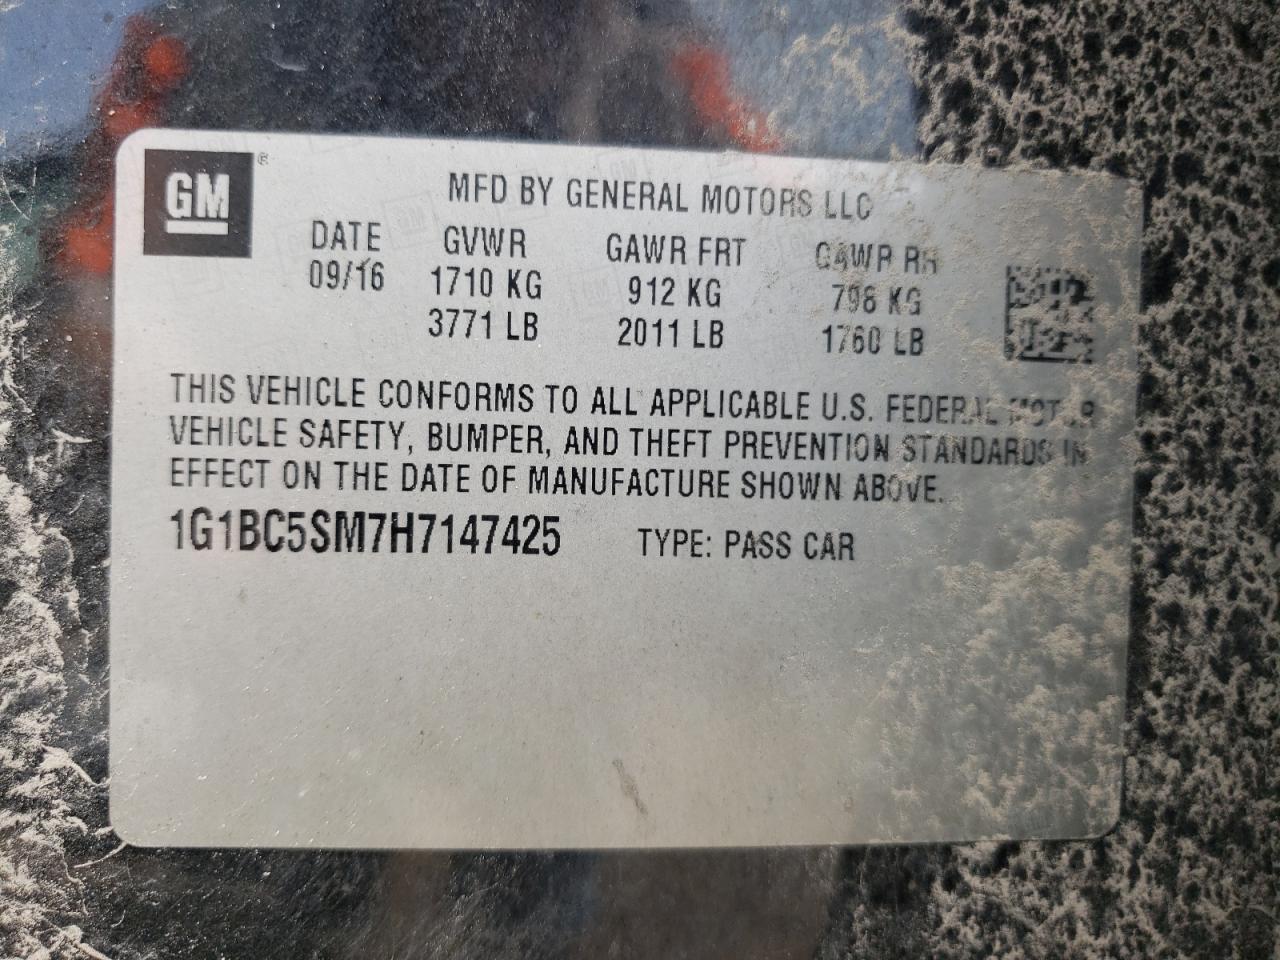 GM ®
MFD BY GENERAL MOTORS LLC
DATE GVWR GAWR FRT GAWR RR
09/16 1710 KG 912 KG 798 KG
3771 LB 2011 LB 1760 LB
THIS VEHICLE CONFORMS TO ALL APPLICABLE U.S. FEDERAL MOTOR
VEHICLE SAFETY, BUMPER, AND THEFT PREVENTION STANDARDS IN
EFFECT ON THE DATE OF MANUFACTURE SHOWN ABOVE.
1G1BC5SM7H7147425 TYPE: PASS CAR